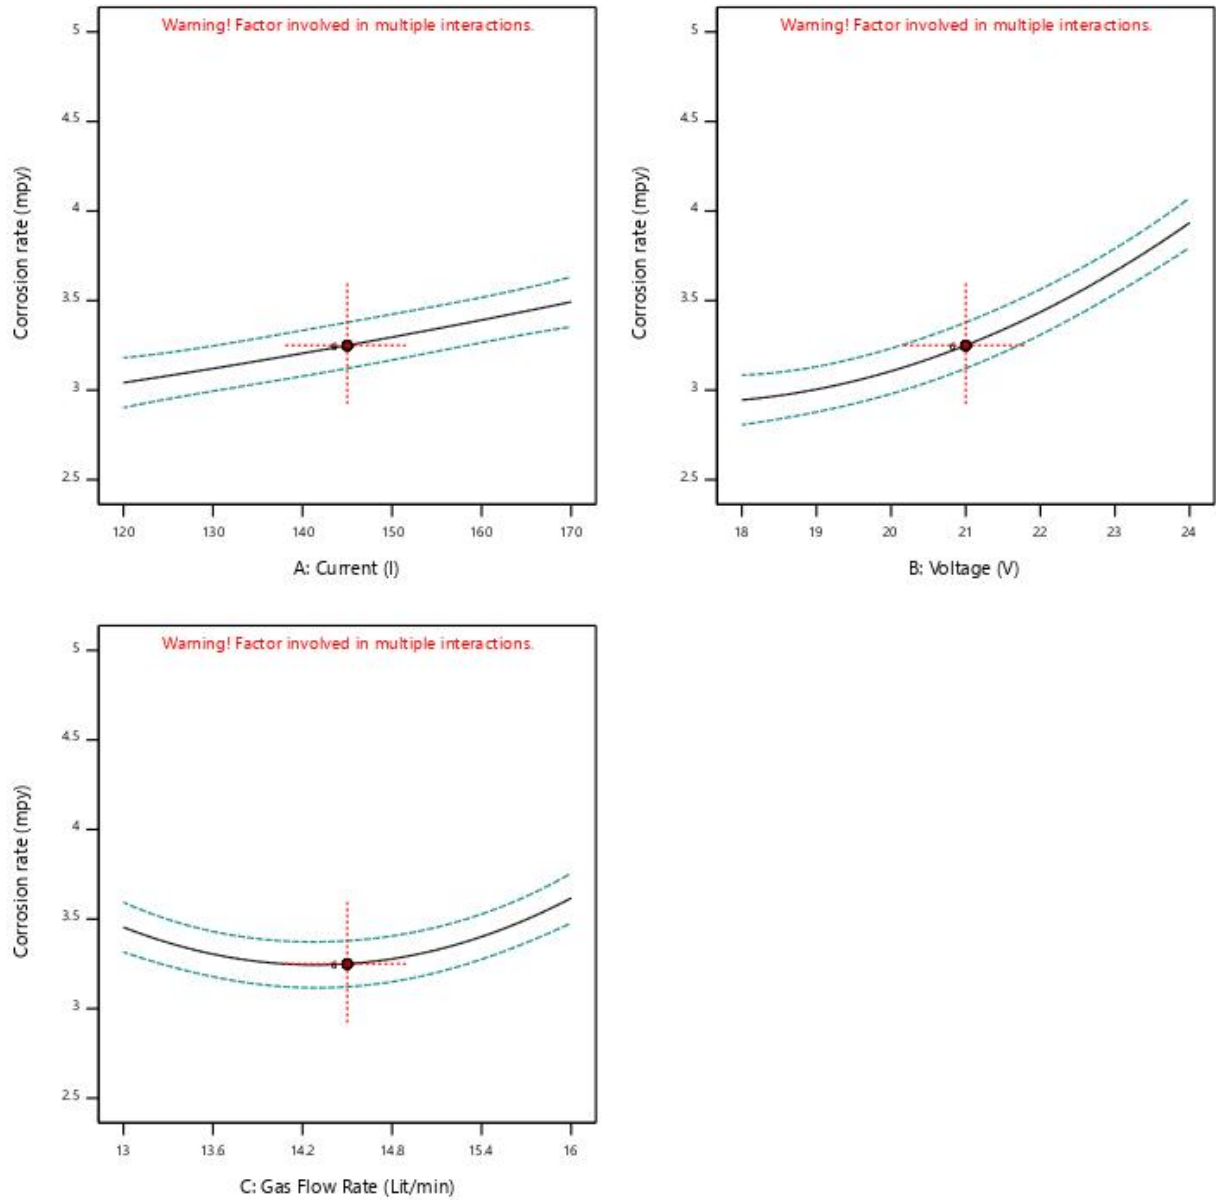 Warning! Factor involved in multiple interactions.
5
4.5
4
3.5
3
2.5
Corrosion rate (mpy)
6
120 130 140 150 160 170
A: Current (I)
Warning! Factor involved in multiple interactions.
5
4.5
4
3.5
3
2.5
Corrosion rate (mpy)
6
18 19 20 21 22 23 24
B: Voltage (V)
Warning! Factor involved in multiple interactions.
5
4.5
4
3.5
3
2.5
Corrosion rate (mpy)
6
13 13.6 14.2 14.8 15.4 16
C: Gas Flow Rate (Lit/min)